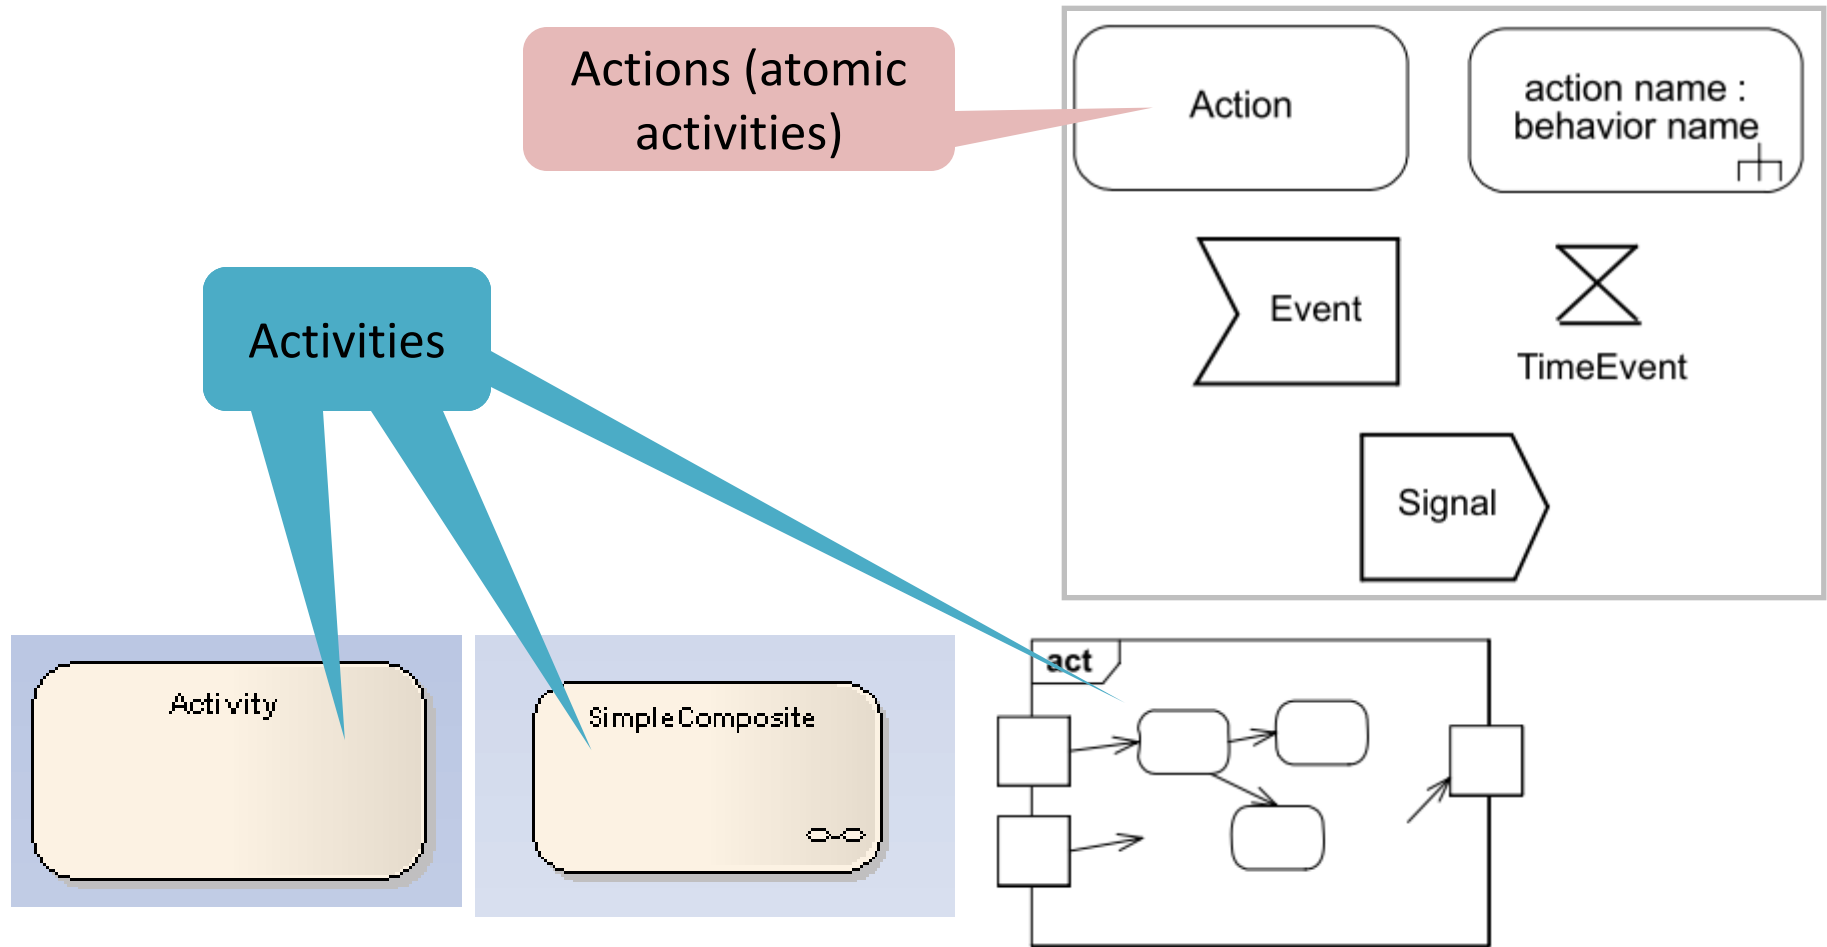 Actions (atomic
activities)
Action
action name :
behavior name
Event
TimeEvent
Activities
Signal
act
Activity
SimpleComposite